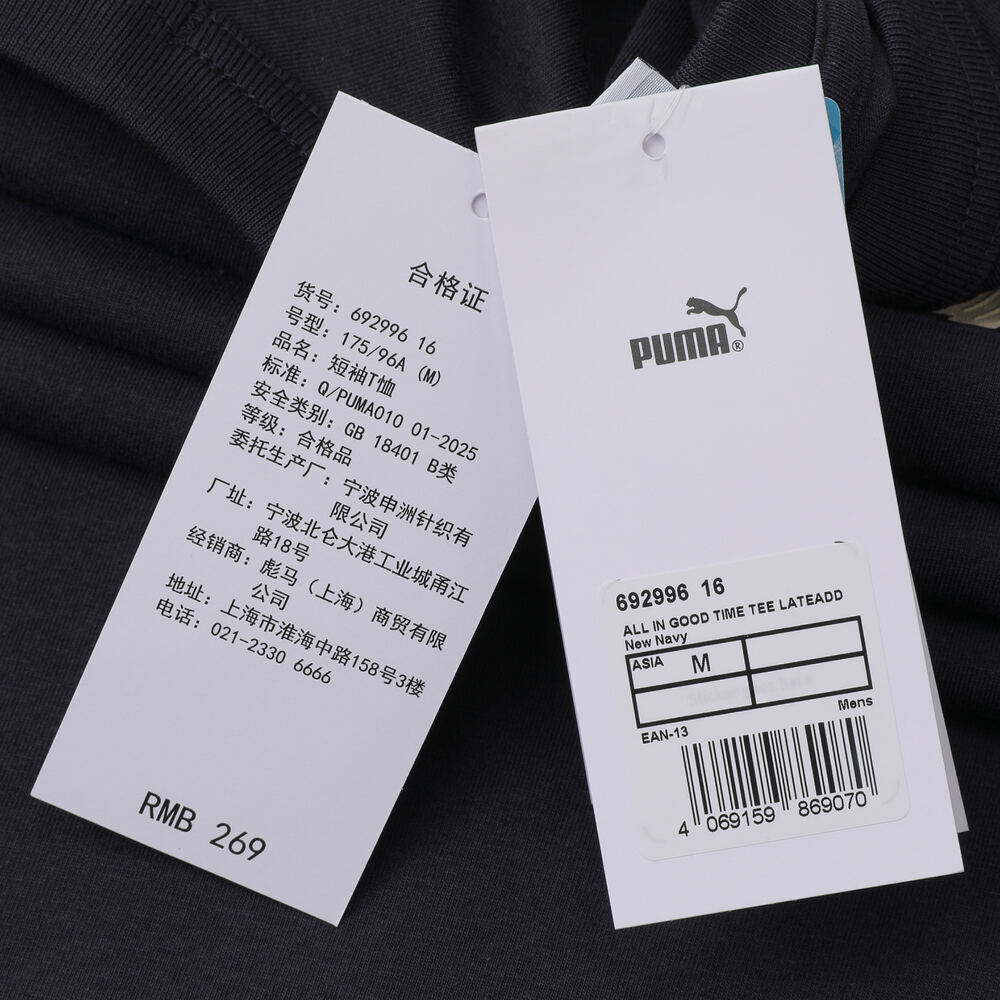 合格证
货号: 692996 16
号型: 175/96A (M)
品名: 短袖T恤
标准: Q/PUMA010 01-2025
安全类别: GB 18401 B类
等级: 合格品
委托生产厂: 宁波申洲针织有
限公司
厂址: 宁波北仑大港工业城甬江
路18号
经销商: 彪马（上海）商贸有限
公司
地址: 上海市淮海中路158号3楼
电话: 021-2330 6666
RMB 269
PUMA®
692996 16
ALL IN GOOD TIME TEE LATEADD
New Navy
ASIA M
Mens
EAN-13
4 069159 869070